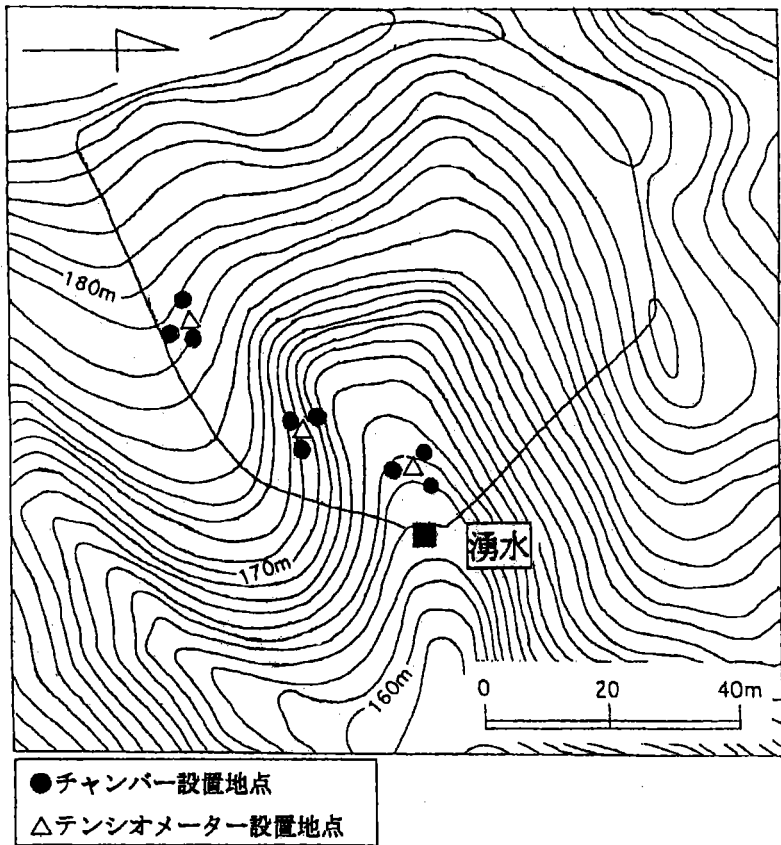 180m
170m
湧水
160m
0 20 40m
●チャンバー設置地点
△テンシオメーター設置地点